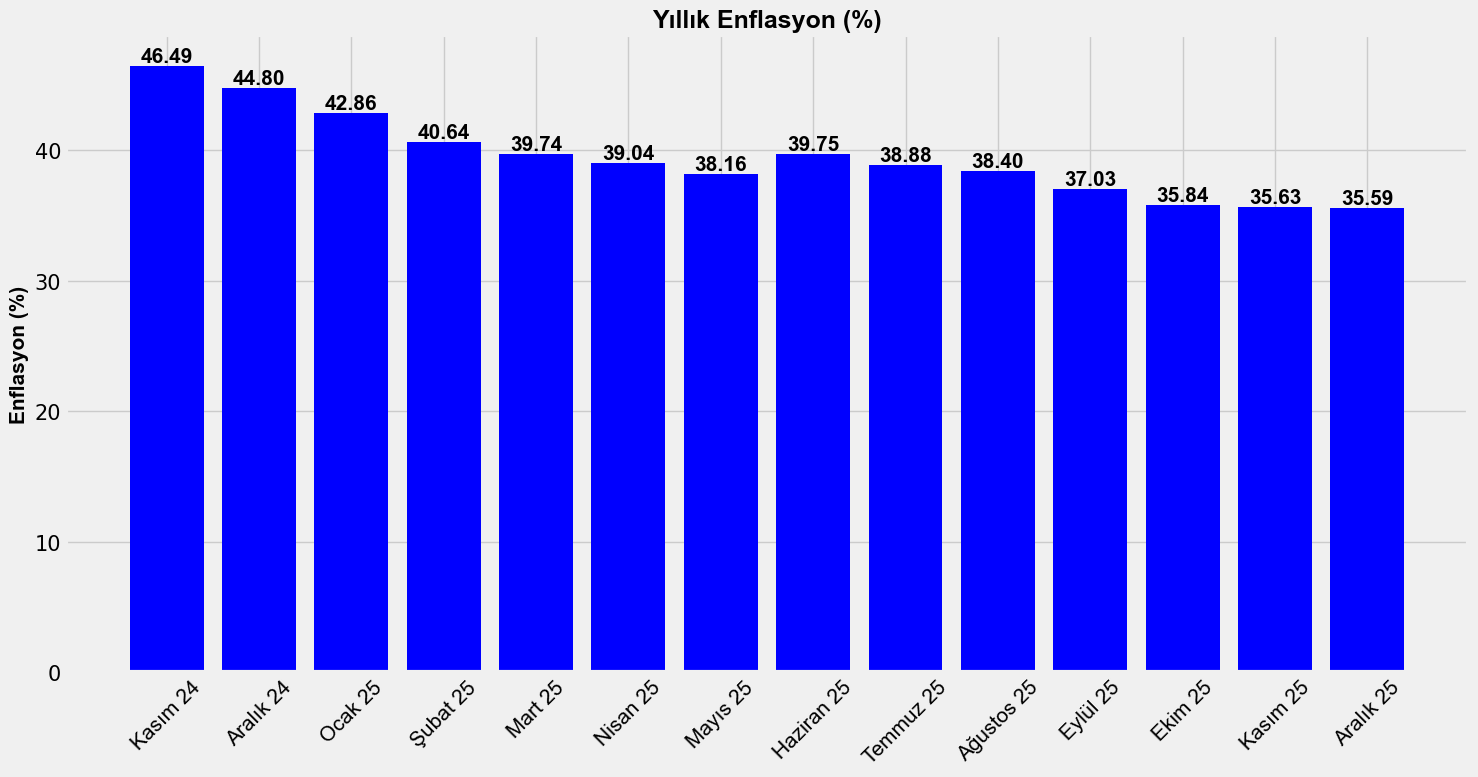 Yıllık Enflasyon (%)
46.49
44.80
42.86
40.64
39.74
39.04
38.16
39.75
38.88
38.40
37.03
35.84
35.63
35.59
Enflasyon (%)
40
30
20
10
0
Kasım 24
Aralık 24
Ocak 25
Şubat 25
Mart 25
Nisan 25
Mayıs 25
Haziran 25
Temmuz 25
Ağustos 25
Eylül 25
Ekim 25
Kasım 25
Aralık 25